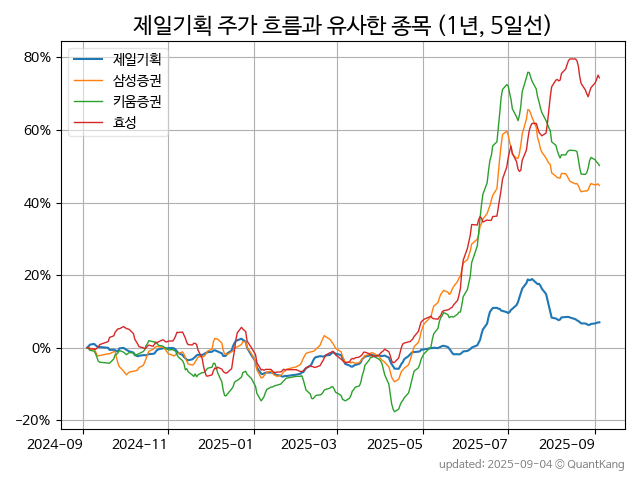 제일기획 주가 흐름과 유사한 종목 (1년, 5일선)
제일기획
삼성증권
키움증권
효성
80%
60%
40%
20%
0%
−20%
2024-09 2024-11 2025-01 2025-03 2025-05 2025-07 2025-09
updated: 2025-09-04 © QuantKang